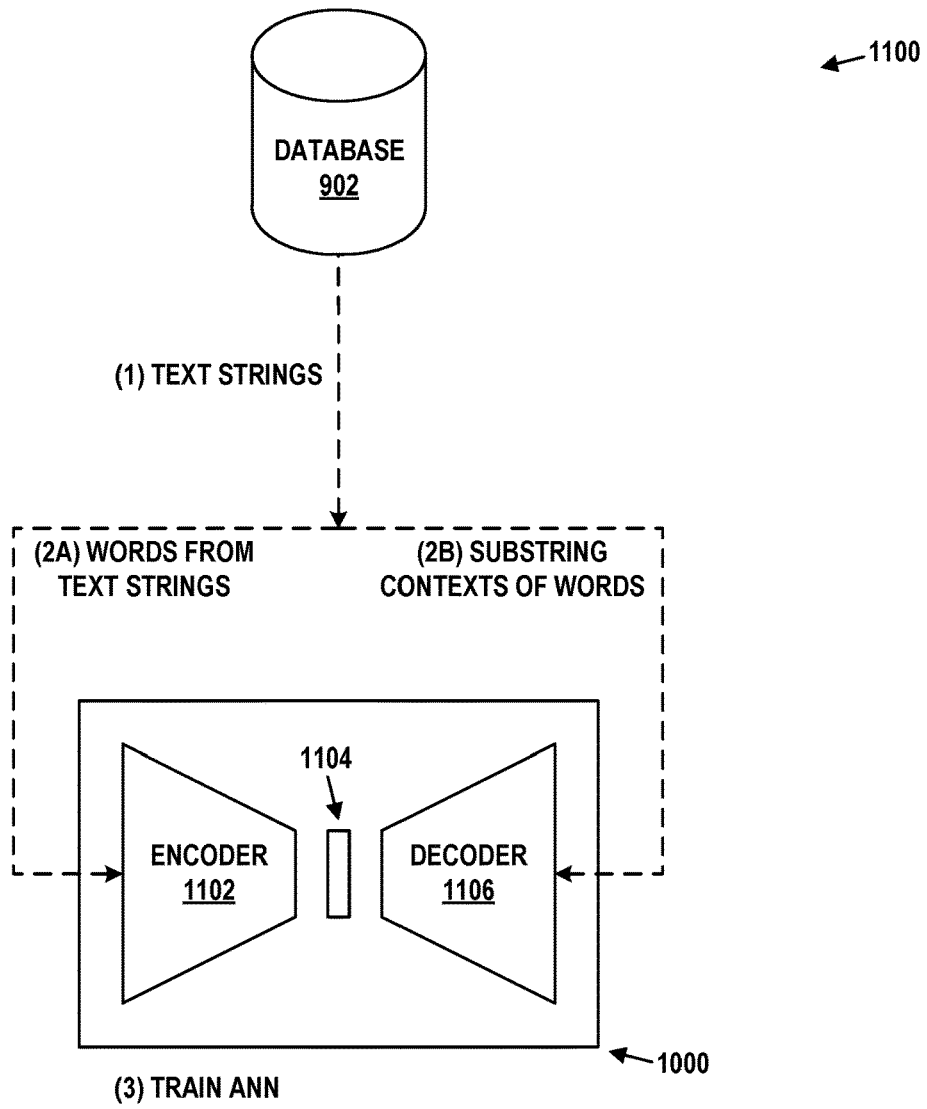 1100
DATABASE
902
(1) TEXT STRINGS
(2A) WORDS FROM
TEXT STRINGS
(2B) SUBSTRING
CONTEXTS OF WORDS
1104
ENCODER
1102
DECODER
1106
1000
(3) TRAIN ANN